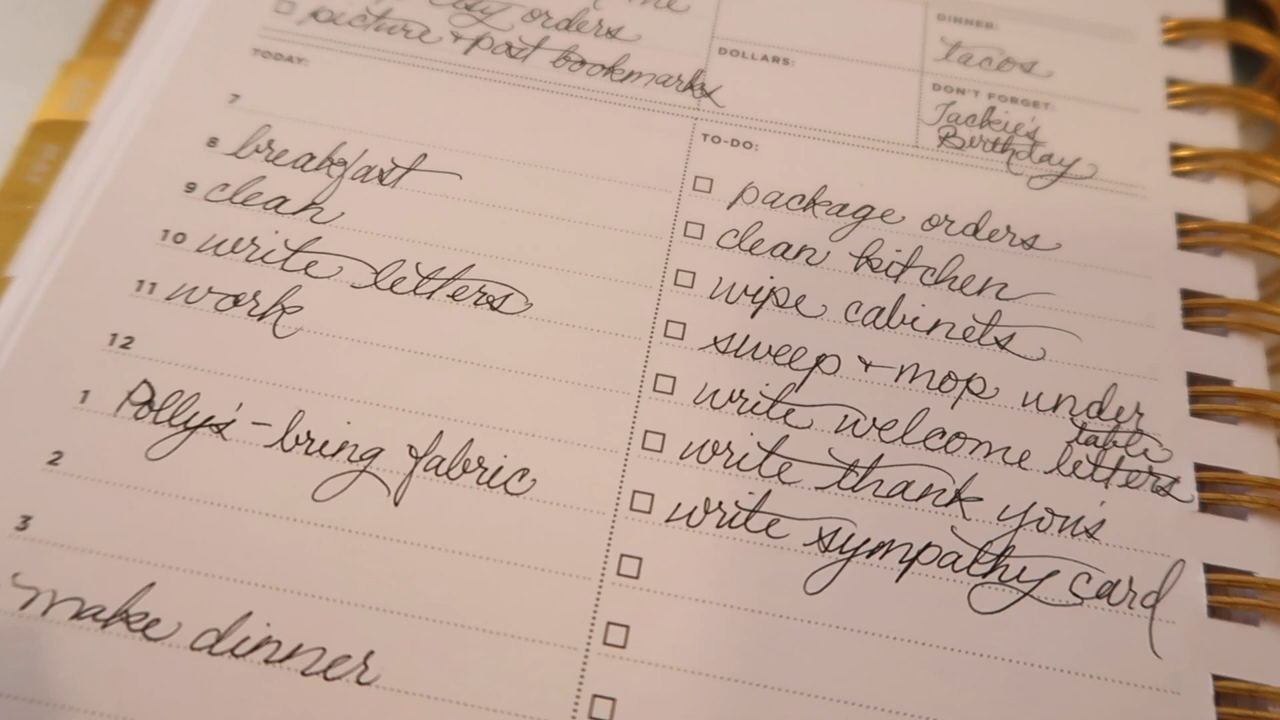 orders
picture + post bookmarks
DOLLARS:
DINNER:
tacos
DON'T FORGET:
Jackie's
Birthday
TODAY:
7
8 breakfast
9 clean
10 write letters
11 work
12
1 Polly's - bring fabric
2
3
make dinner
TO-DO:
package orders
clean kitchen
wipe cabinets
sweep + mop under
table
write welcome letters
write thank you's
write sympathy card